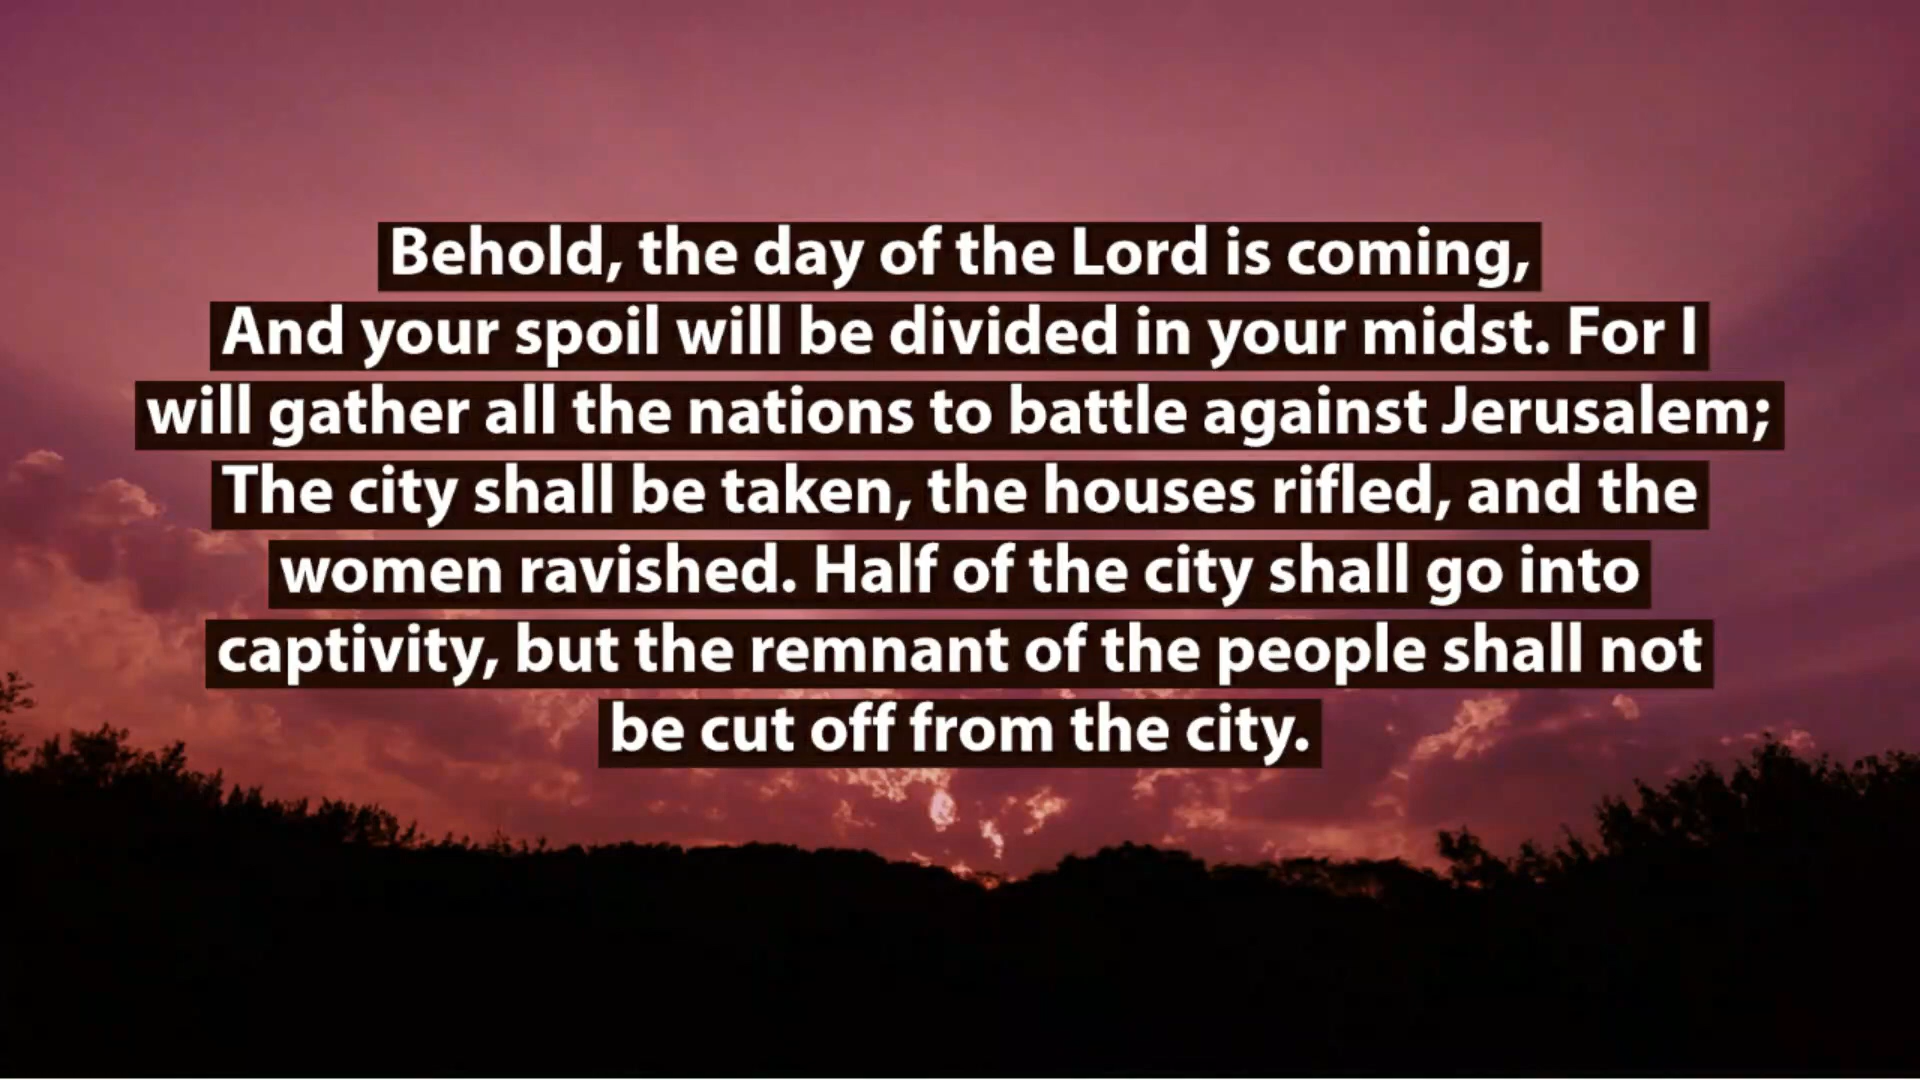 Behold, the day of the Lord is coming,
And your spoil will be divided in your midst. For I
will gather all the nations to battle against Jerusalem;
The city shall be taken, the houses rifled, and the
women ravished. Half of the city shall go into
captivity, but the remnant of the people shall not
be cut off from the city.